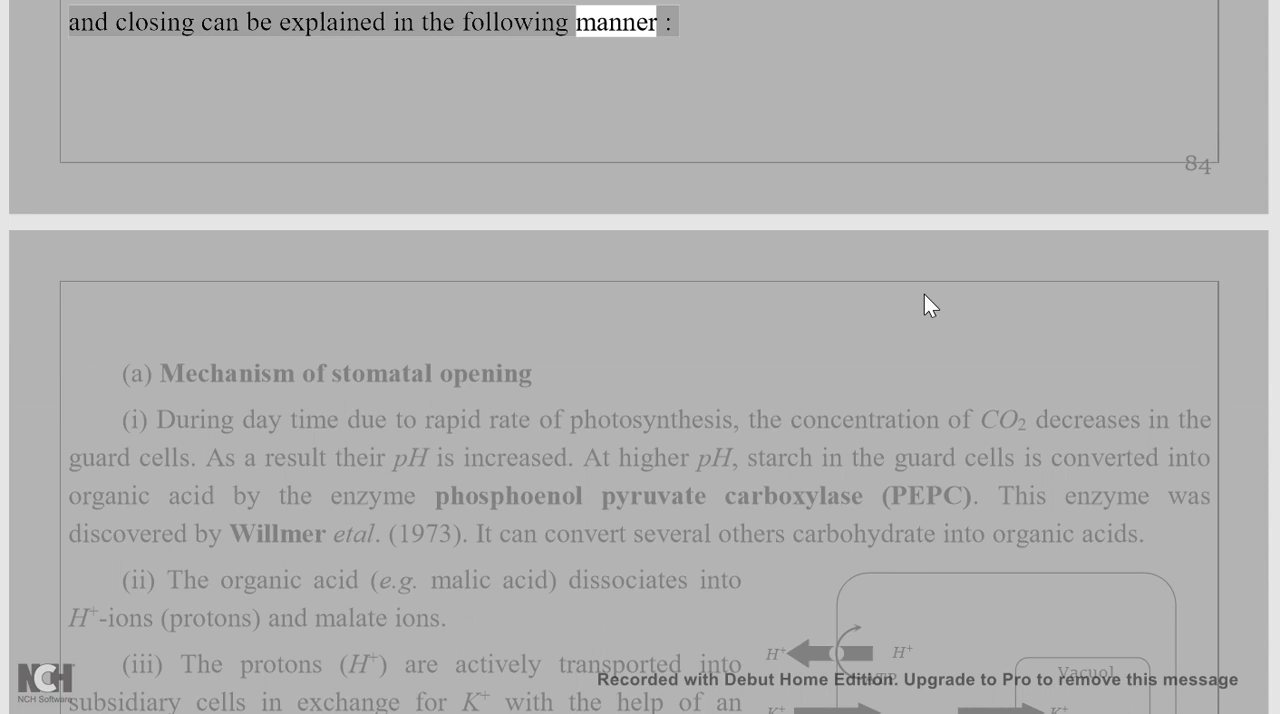 and closing can be explained in the following manner :
84
(a) Mechanism of stomatal opening
(i) During day time due to rapid rate of photosynthesis, the concentration of CO₂ decreases in the
guard cells. As a result their pH is increased. At higher pH, starch in the guard cells is converted into
organic acid by the enzyme phosphoenol pyruvate carboxylase (PEPC). This enzyme was
discovered by Willmer etal. (1973). It can convert several others carbohydrate into organic acids.
(ii) The organic acid (e.g. malic acid) dissociates into
H⁺-ions (protons) and malate ions.
(iii) The protons (H⁺) are actively transported into
subsidiary cells in exchange for K⁺ with the help of an
H⁺ H⁺
Vacuol
K⁺ K⁺
Recorded with Debut Home Edition. Upgrade to Pro to remove this message
NCH
NCH Software